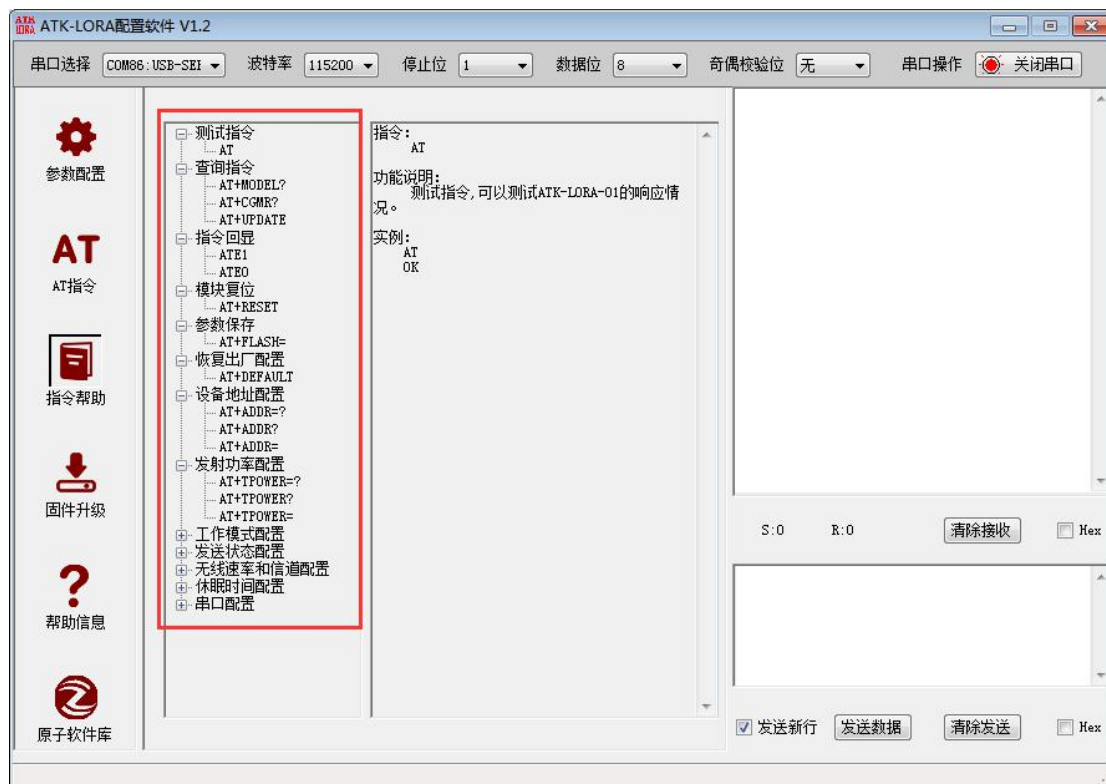 ATK LORA ATK-LORA配置软件 V1.2
串口选择 COM86:USB-SEI 波特率 115200 停止位 1 数据位 8 奇偶校验位 无 串口操作 关闭串口
参数配置
AT
AT指令
指令帮助
固件升级
?
帮助信息
原子软件库
测试指令
AT
查询指令
AT+MODEL?
AT+CGMR?
AT+UPDATE
指令回显
ATE1
ATE0
模块复位
AT+RESET
参数保存
AT+FLASH=
恢复出厂配置
AT+DEFAULT
设备地址配置
AT+ADDR=?
AT+ADDR?
AT+ADDR=
发射功率配置
AT+TPOWER=?
AT+TPOWER?
AT+TPOWER=
工作模式配置
发送状态配置
无线速率和信道配置
休眠时间配置
串口配置
指令:
AT
功能说明:
测试指令,可以测试ATK-LORA-01的响应情
况。
实例:
AT
OK
S:0 R:0 清除接收 Hex
发送新行 发送数据 清除发送 Hex